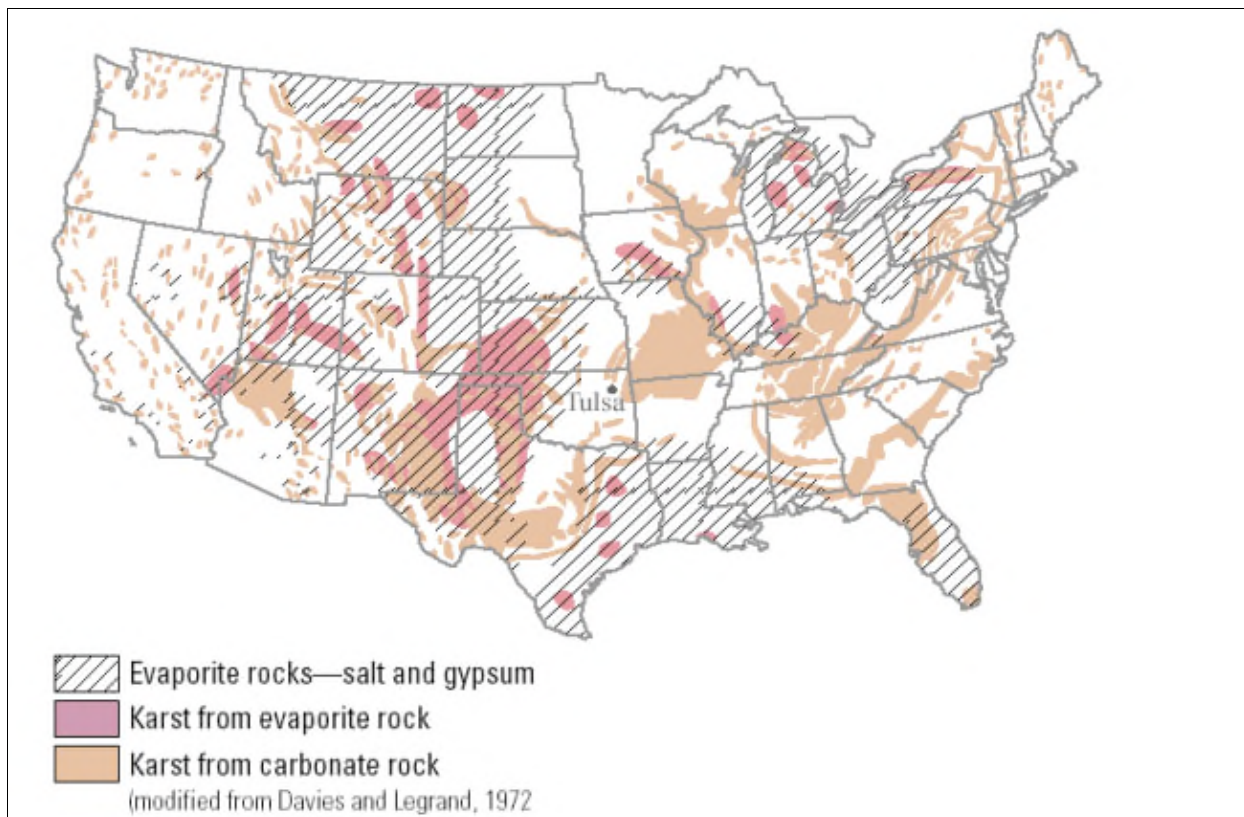 Tulsa
Evaporite rocks—salt and gypsum
Karst from evaporite rock
Karst from carbonate rock
(modified from Davies and Legrand, 1972